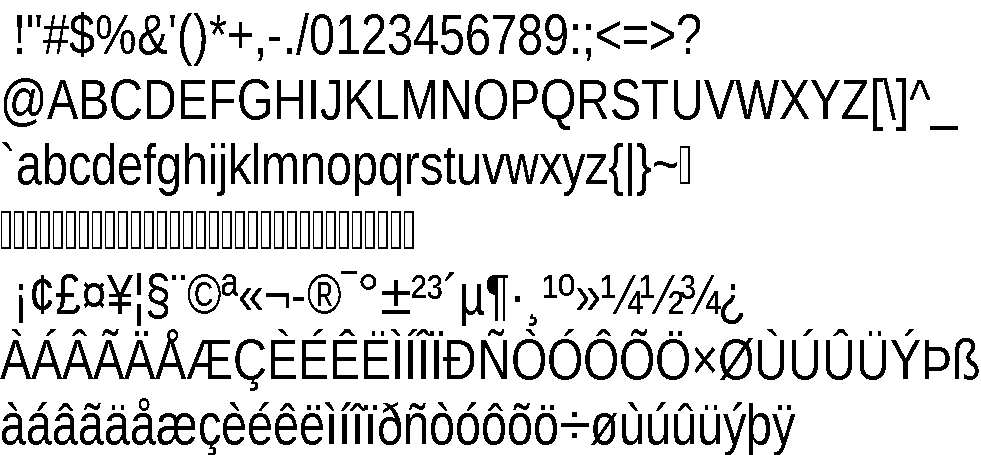 !"#$%&'()*+,-./0123456789:;<=>?
@ABCDEFGHIJKLMNOPQRSTUVWXYZ[\]^_
`abcdefghijklmnopqrstuvwxyz{|}~
¡¢£¤¥¦§¨©ª«¬-®¯°±²³´µ¶·¸¹º»¼½¾¿
ÀÁÂÃÄÅÆÇÈÉÊËÌÍÎÏÐÑÒÓÔÕÖ×ØÙÚÛÜÝÞß
àáâãäåæçèéêëìíîïðñòóôõö÷øùúûüýþÿ